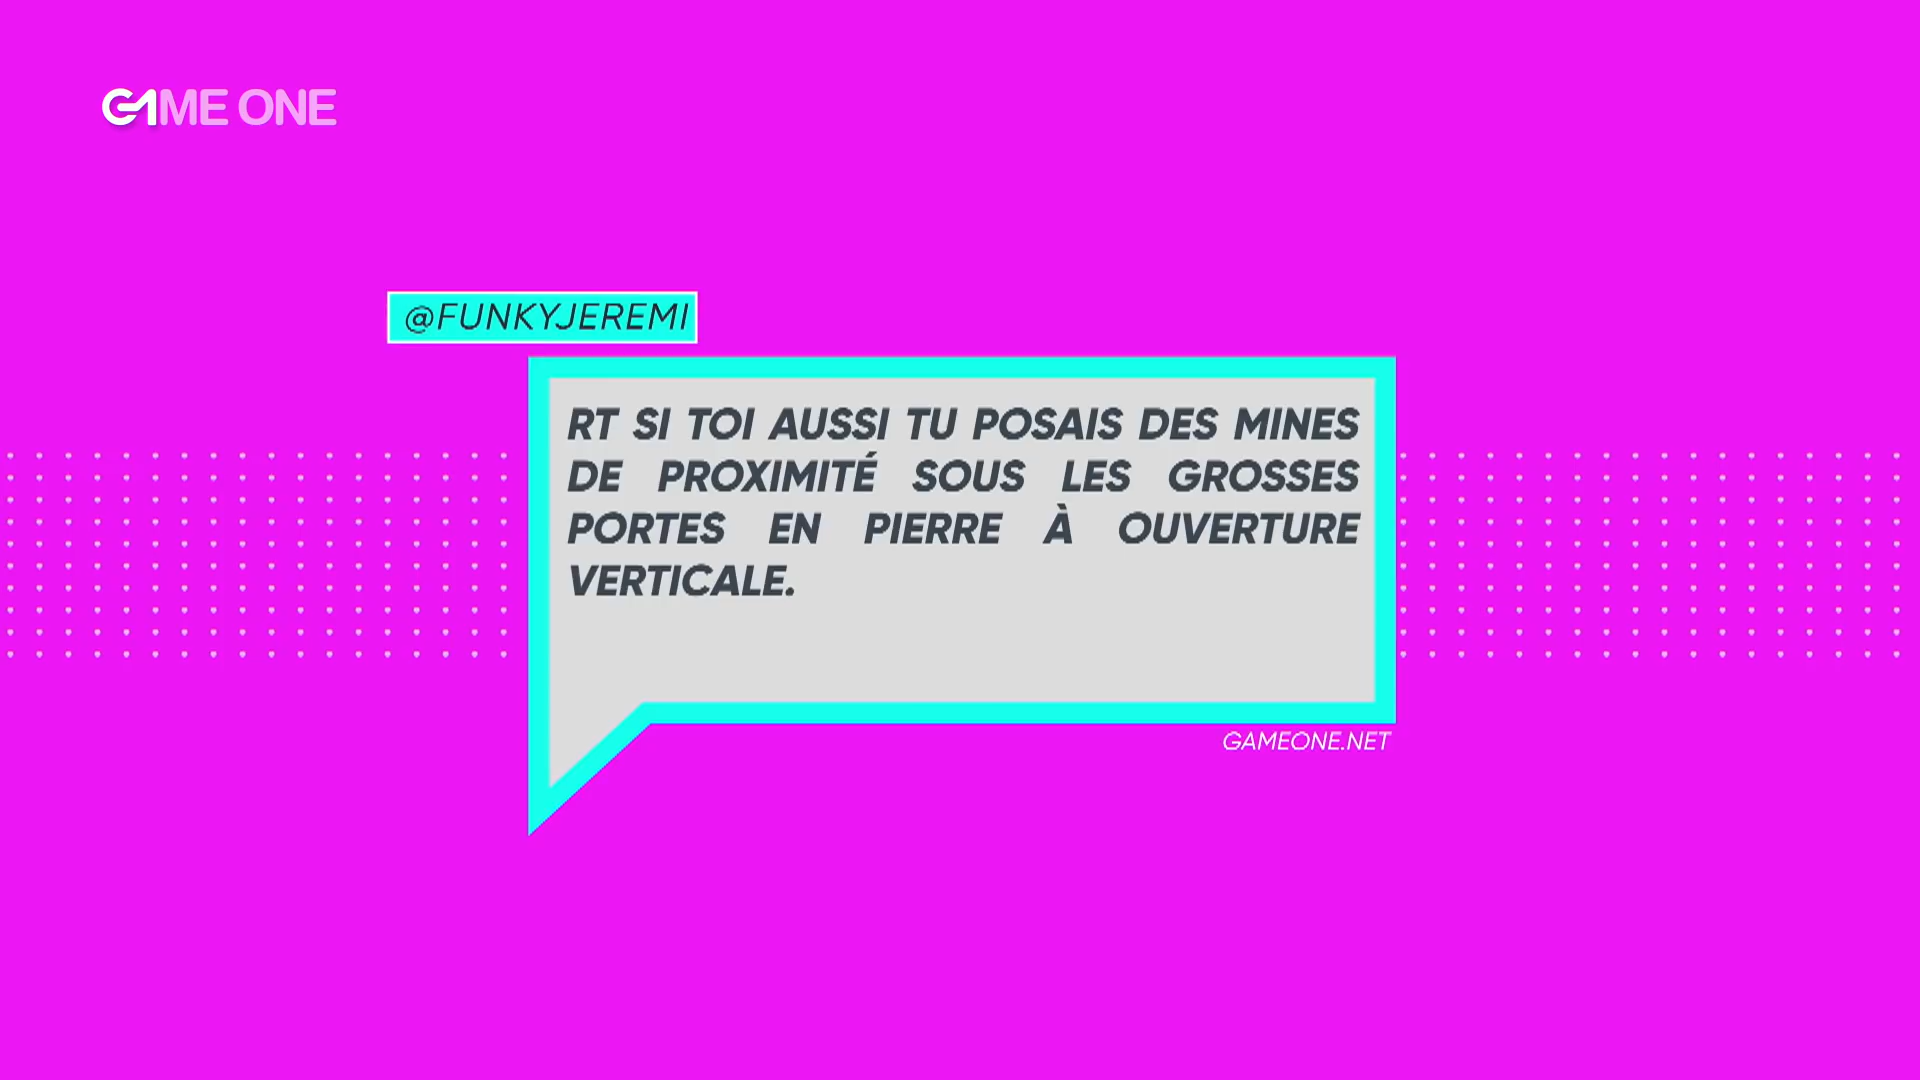 GAME ONE
@FUNKYJEREMI
RT SI TOI AUSSI TU POSAIS DES MINES
DE PROXIMITÉ SOUS LES GROSSES
PORTES EN PIERRE À OUVERTURE
VERTICALE.
GAMEONE.NET